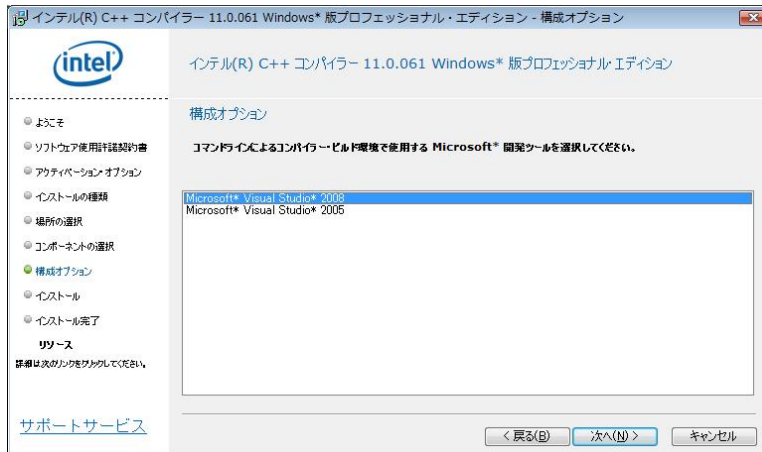 インテル(R) C++ コンパイラー 11.0.061 Windows* 版プロフェッショナル・エディション - 構成オプション
intel
インテル(R) C++ コンパイラー 11.0.061 Windows* 版プロフェッショナル・エディション
ようこそ
ソフトウェア使用許諾契約書
アクティベーション オプション
インストールの種類
場所の選択
コンポーネントの選択
構成オプション
インストール
インストール完了
リソース
詳細は次のリンクをクリックしてください。
サポートサービス
構成オプション
コマンドラインによるコンパイラー・ビルド環境で使用する Microsoft* 開発ツールを選択してください。
Microsoft* Visual Studio* 2008
Microsoft* Visual Studio* 2005
< 戻る(B)
次へ(N) >
キャンセル